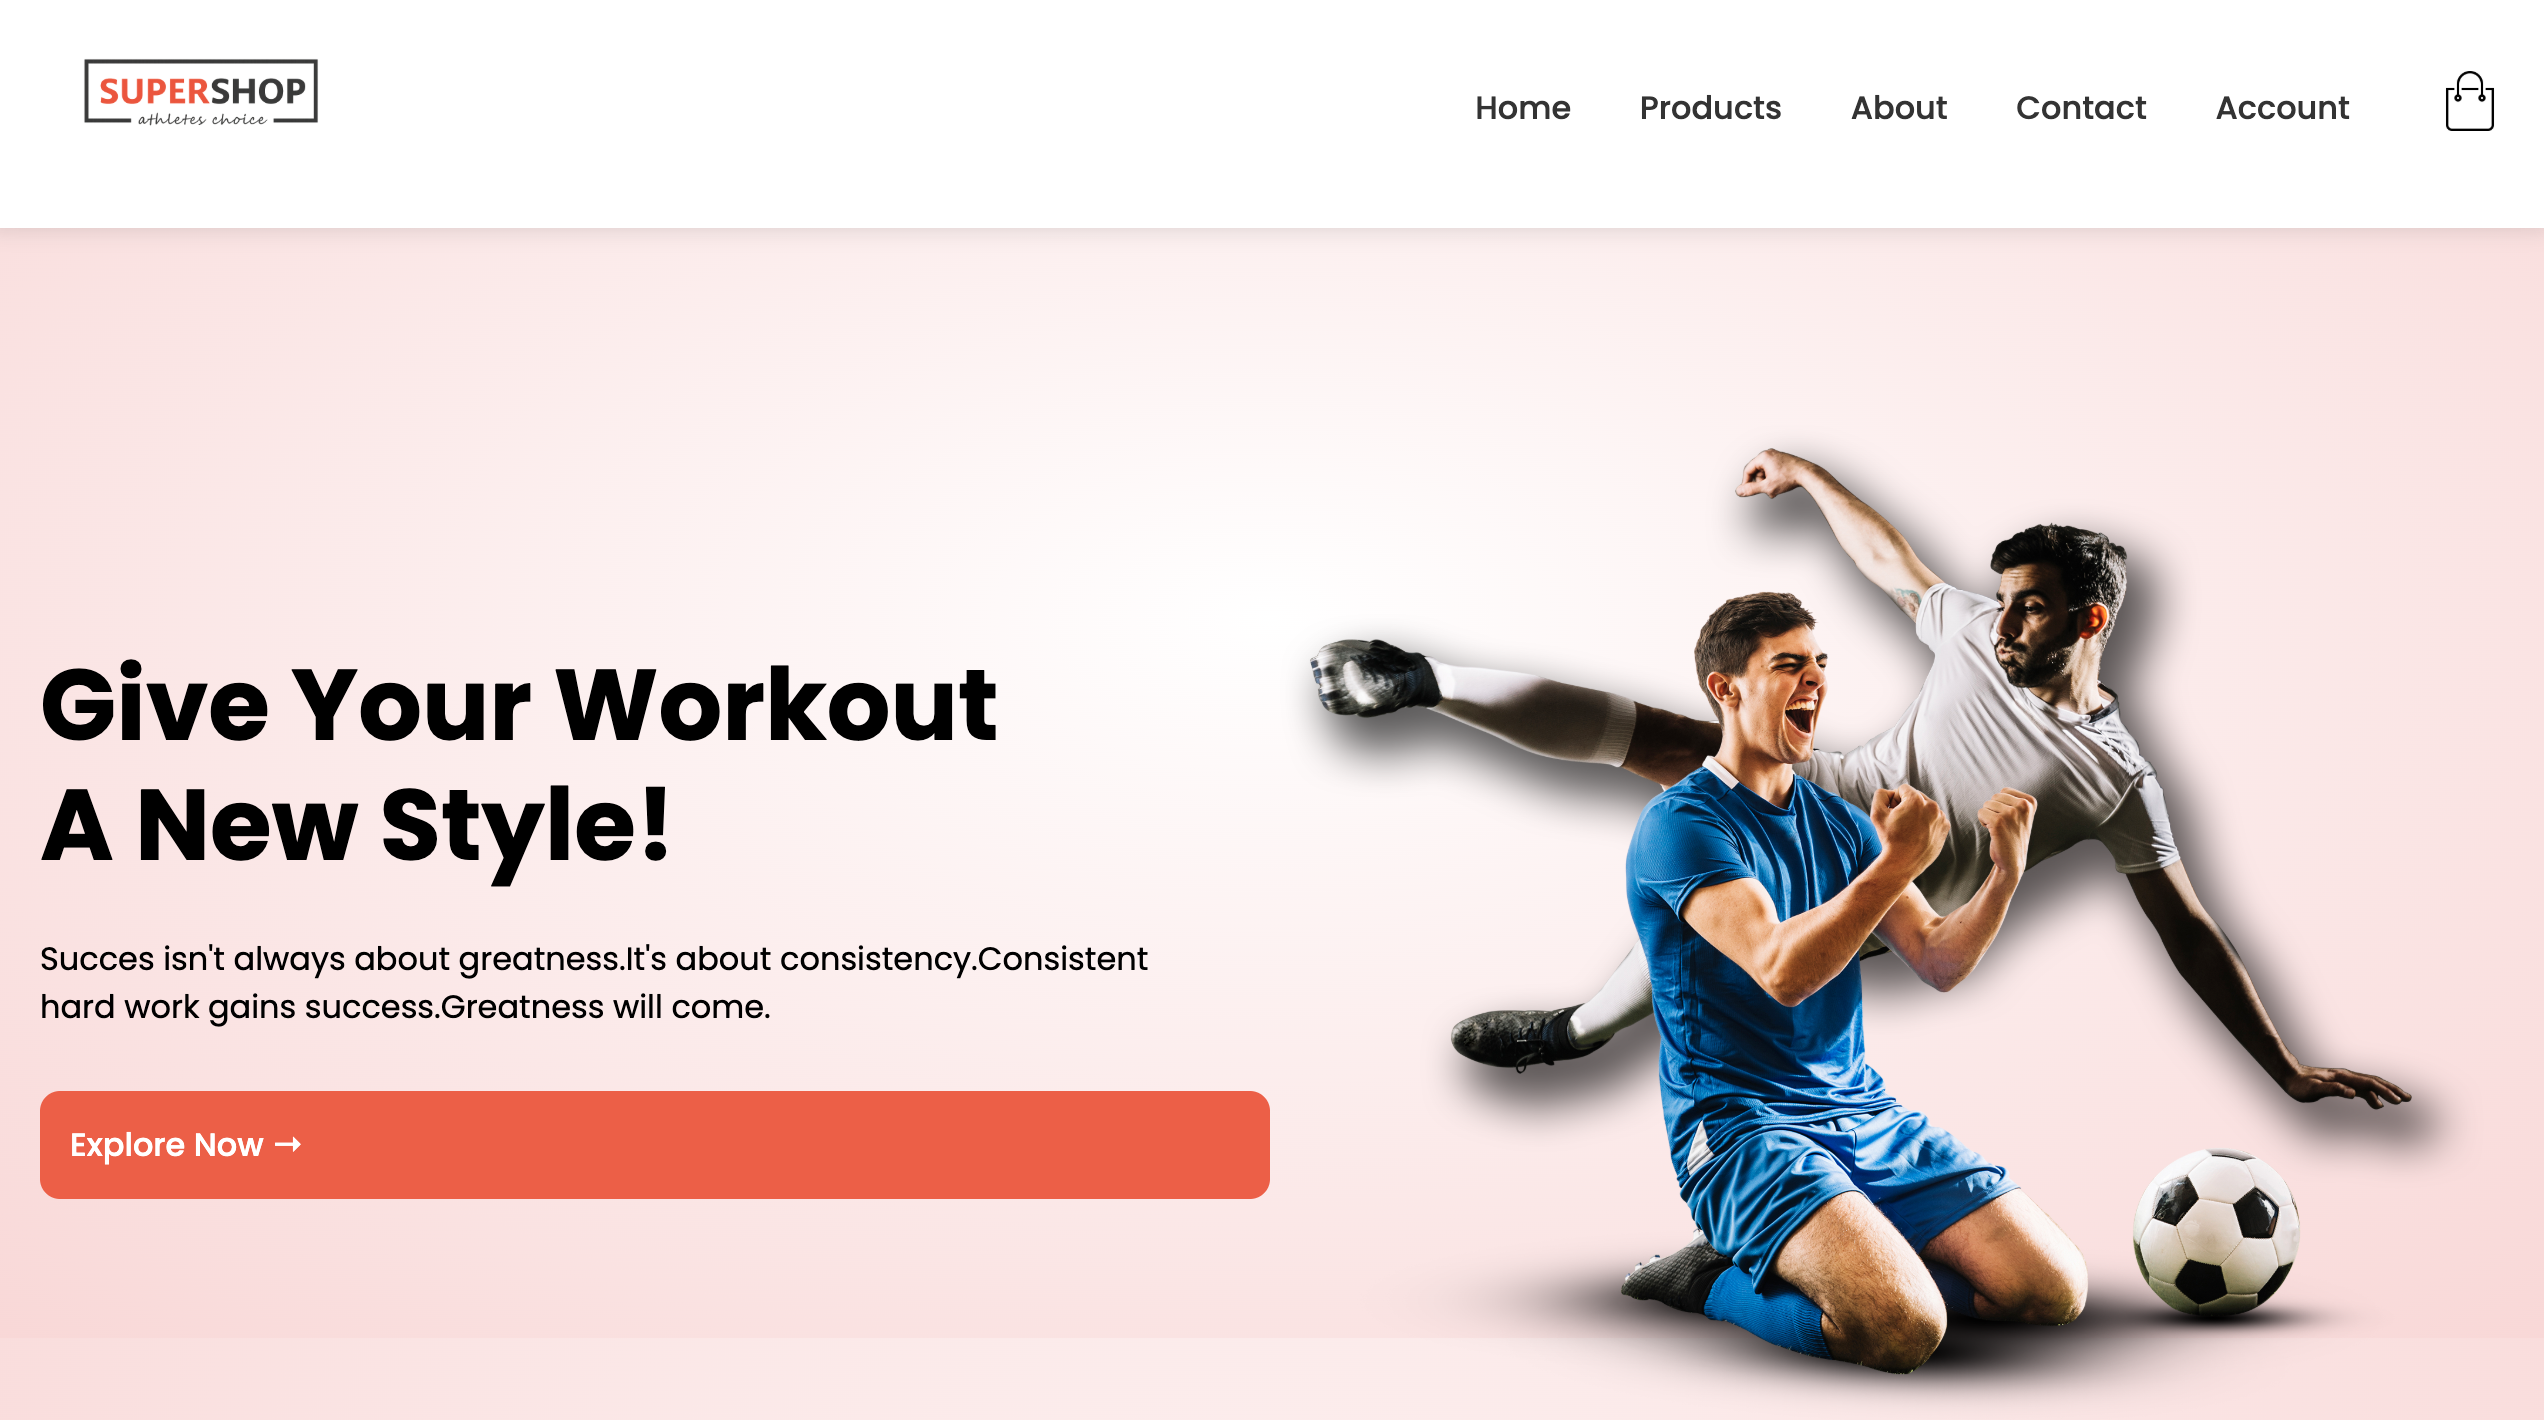 SUPERSHOP
athletes choice
Home Products About Contact Account
Give Your Workout
A New Style!
Succes isn't always about greatness.It's about consistency.Consistent
hard work gains success.Greatness will come.
Explore Now →